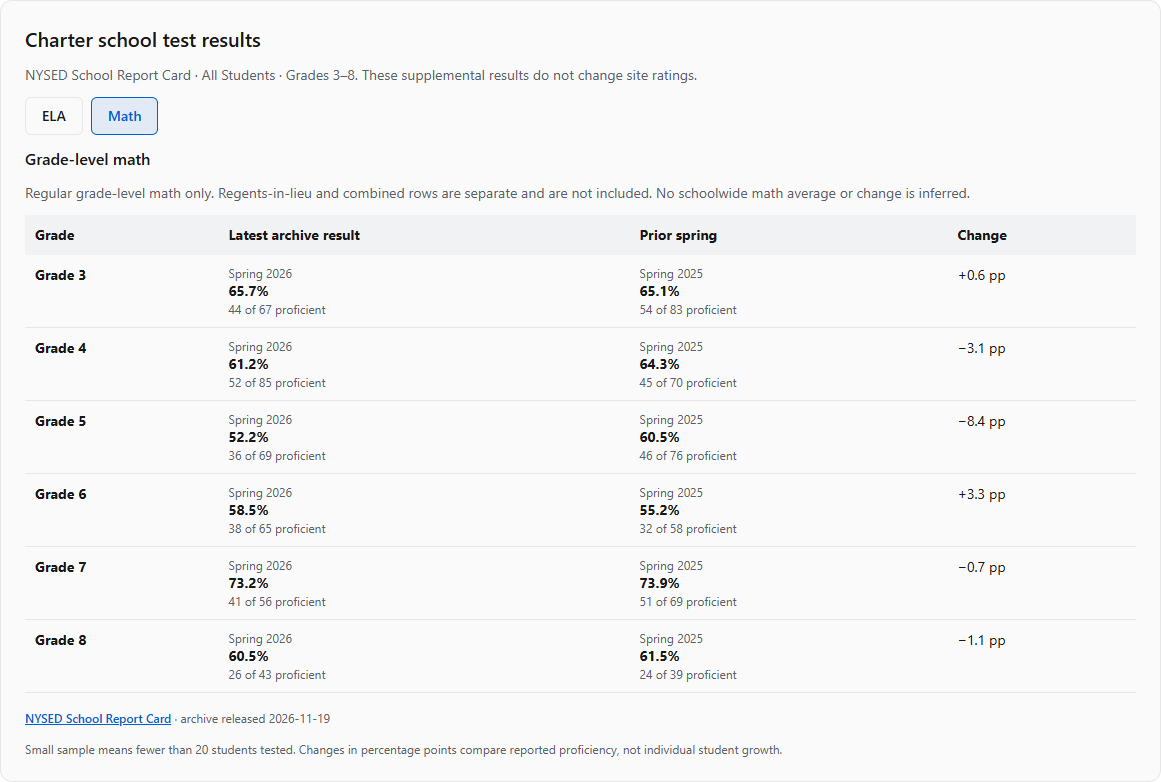 Charter school test results
NYSED School Report Card · All Students · Grades 3–8. These supplemental results do not change site ratings.
ELA
Math
Grade-level math
Regular grade-level math only. Regents-in-lieu and combined rows are separate and are not included. No schoolwide math average or change is inferred.
Grade Latest archive result Prior spring Change
Grade 3
Spring 2026
65.7%
44 of 67 proficient
Spring 2025
65.1%
54 of 83 proficient
+0.6 pp
Grade 4
Spring 2026
61.2%
52 of 85 proficient
Spring 2025
64.3%
45 of 70 proficient
−3.1 pp
Grade 5
Spring 2026
52.2%
36 of 69 proficient
Spring 2025
60.5%
46 of 76 proficient
−8.4 pp
Grade 6
Spring 2026
58.5%
38 of 65 proficient
Spring 2025
55.2%
32 of 58 proficient
+3.3 pp
Grade 7
Spring 2026
73.2%
41 of 56 proficient
Spring 2025
73.9%
51 of 69 proficient
−0.7 pp
Grade 8
Spring 2026
60.5%
26 of 43 proficient
Spring 2025
61.5%
24 of 39 proficient
−1.1 pp
NYSED School Report Card · archive released 2026-11-19
Small sample means fewer than 20 students tested. Changes in percentage points compare reported proficiency, not individual student growth.